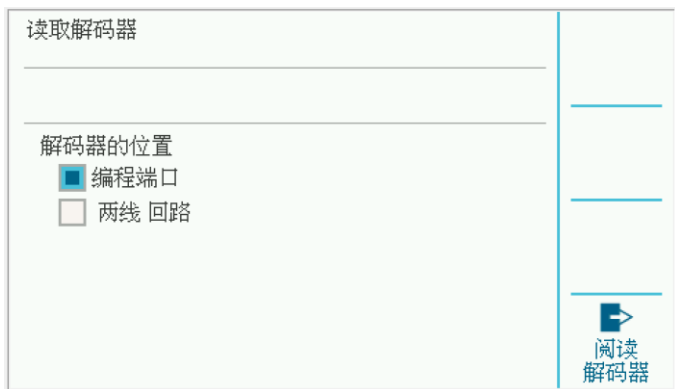 读取解码器
解码器的位置
编程端口
两线 回路
阅读
解码器